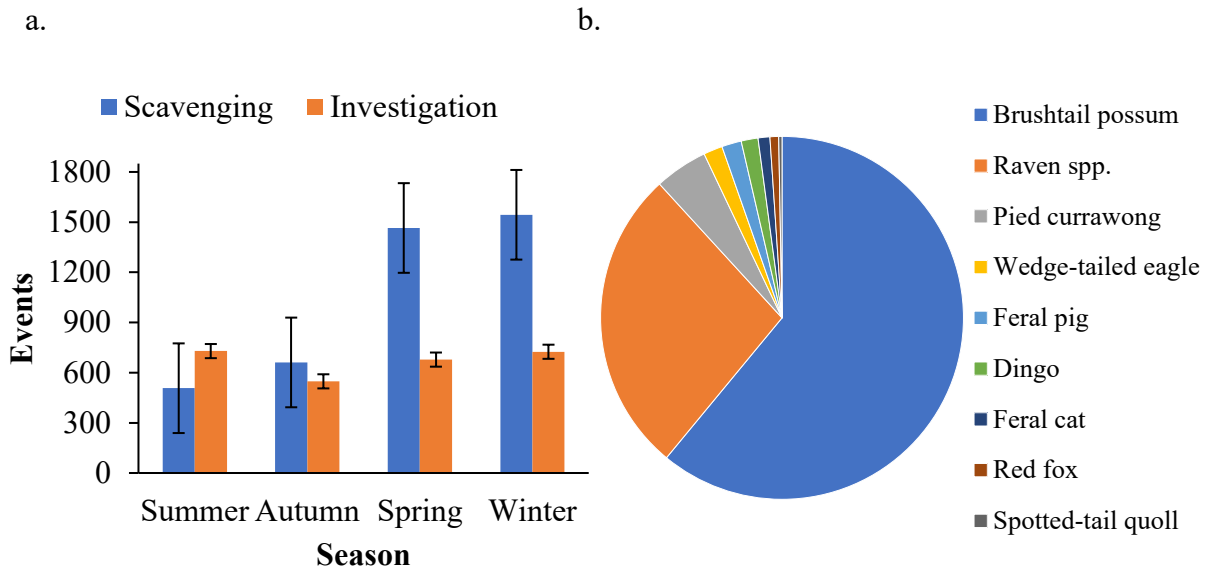 a.
Scavenging Investigation
1800
1500
1200
900
600
300
0
Events
Summer Autumn Spring Winter
Season
b.
Brushtail possum
Raven spp.
Pied currawong
Wedge-tailed eagle
Feral pig
Dingo
Feral cat
Red fox
Spotted-tail quoll